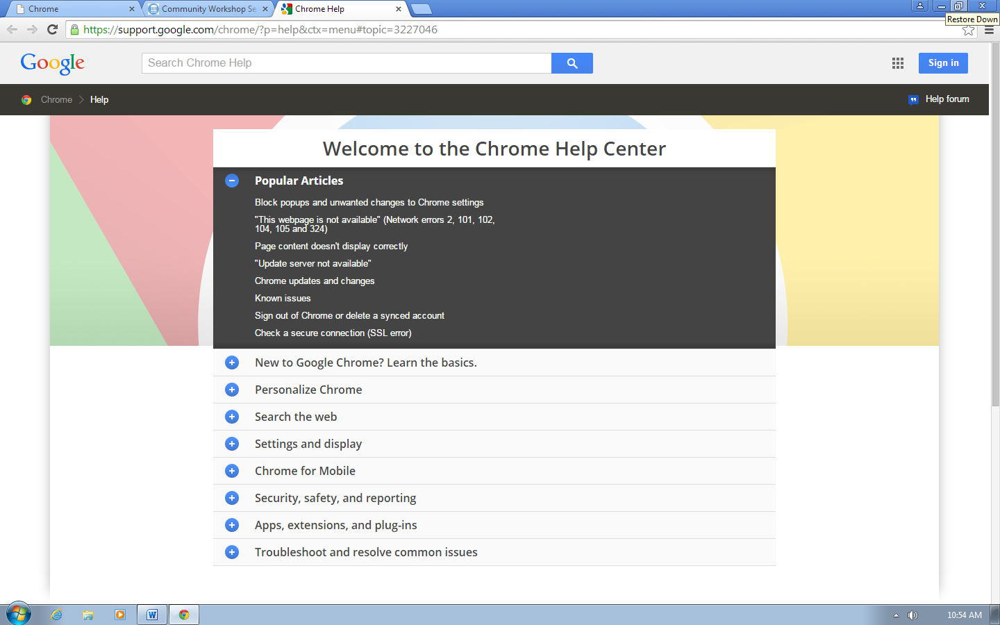 Chrome
Community Workshop Se
Chrome Help
Restore Down
https://support.google.com/chrome/?p=help&ctx=menu#topic=3227046
Google
Search Chrome Help
Sign in
Chrome
Help
Help forum
Welcome to the Chrome Help Center
Popular Articles
Block popups and unwanted changes to Chrome settings
"This webpage is not available" (Network errors 2, 101, 102,
104, 105 and 324)
Page content doesn't display correctly
"Update server not available"
Chrome updates and changes
Known issues
Sign out of Chrome or delete a synced account
Check a secure connection (SSL error)
New to Google Chrome? Learn the basics.
Personalize Chrome
Search the web
Settings and display
Chrome for Mobile
Security, safety, and reporting
Apps, extensions, and plug-ins
Troubleshoot and resolve common issues
10:54 AM